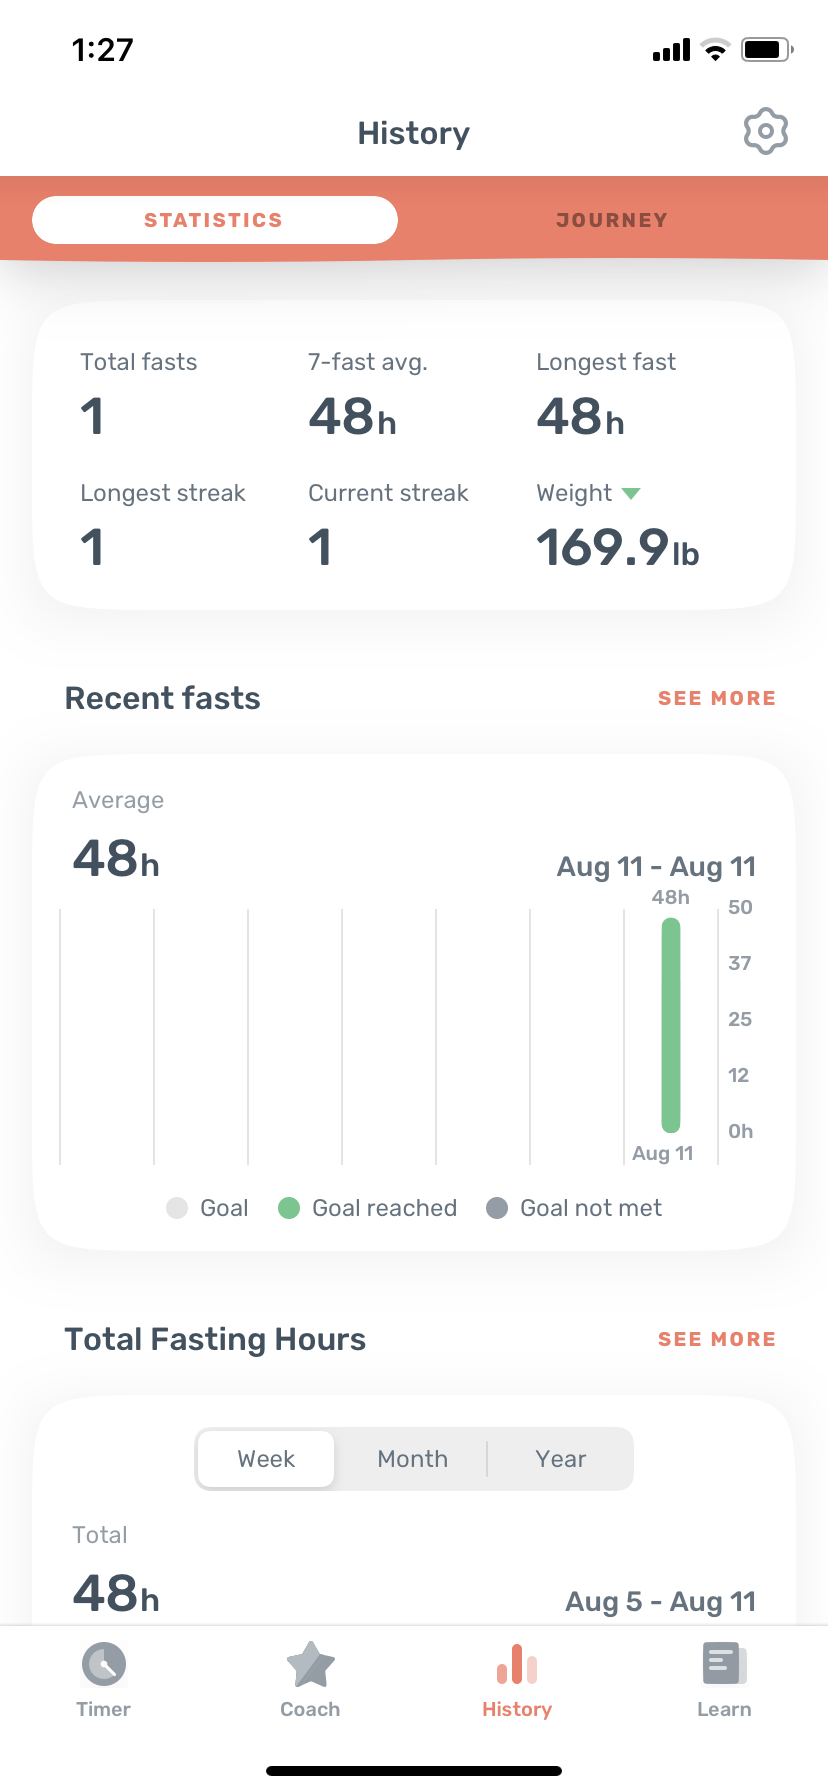 1:27
History
STATISTICS JOURNEY
Total fasts 7-fast avg. Longest fast
1 48h 48h
Longest streak Current streak Weight
1 1 169.9lb
Recent fasts SEE MORE
Average
48h Aug 11 - Aug 11
48h 50
37
25
12
0h
Aug 11
Goal Goal reached Goal not met
Total Fasting Hours SEE MORE
Week Month Year
Total
48h Aug 5 - Aug 11
Timer Coach History Learn